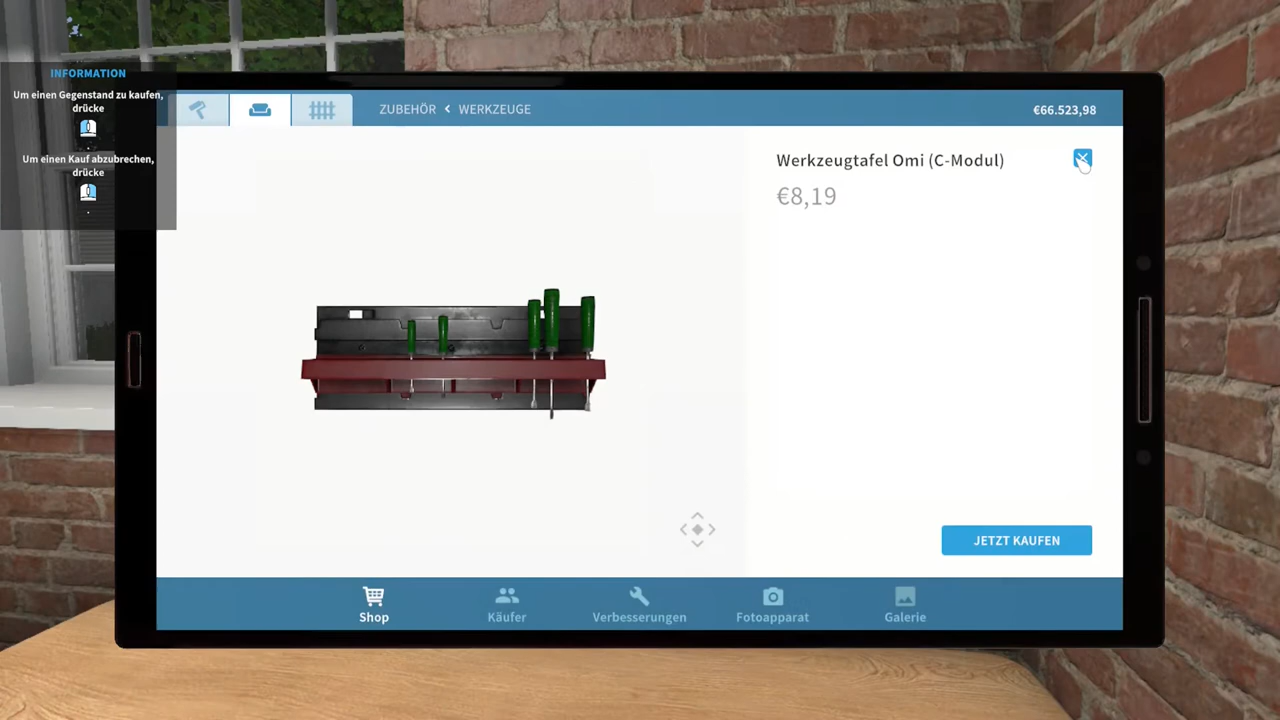 INFORMATION
Um einen Gegenstand zu kaufen,
drücke
.
Um einen Kauf abzubrechen,
drücke
.
ZUBEHÖR < WERKZEUGE
€66.523,98
Werkzeugtafel Omi (C-Modul)
€8,19
JETZT KAUFEN
Shop
Käufer
Verbesserungen
Fotoapparat
Galerie